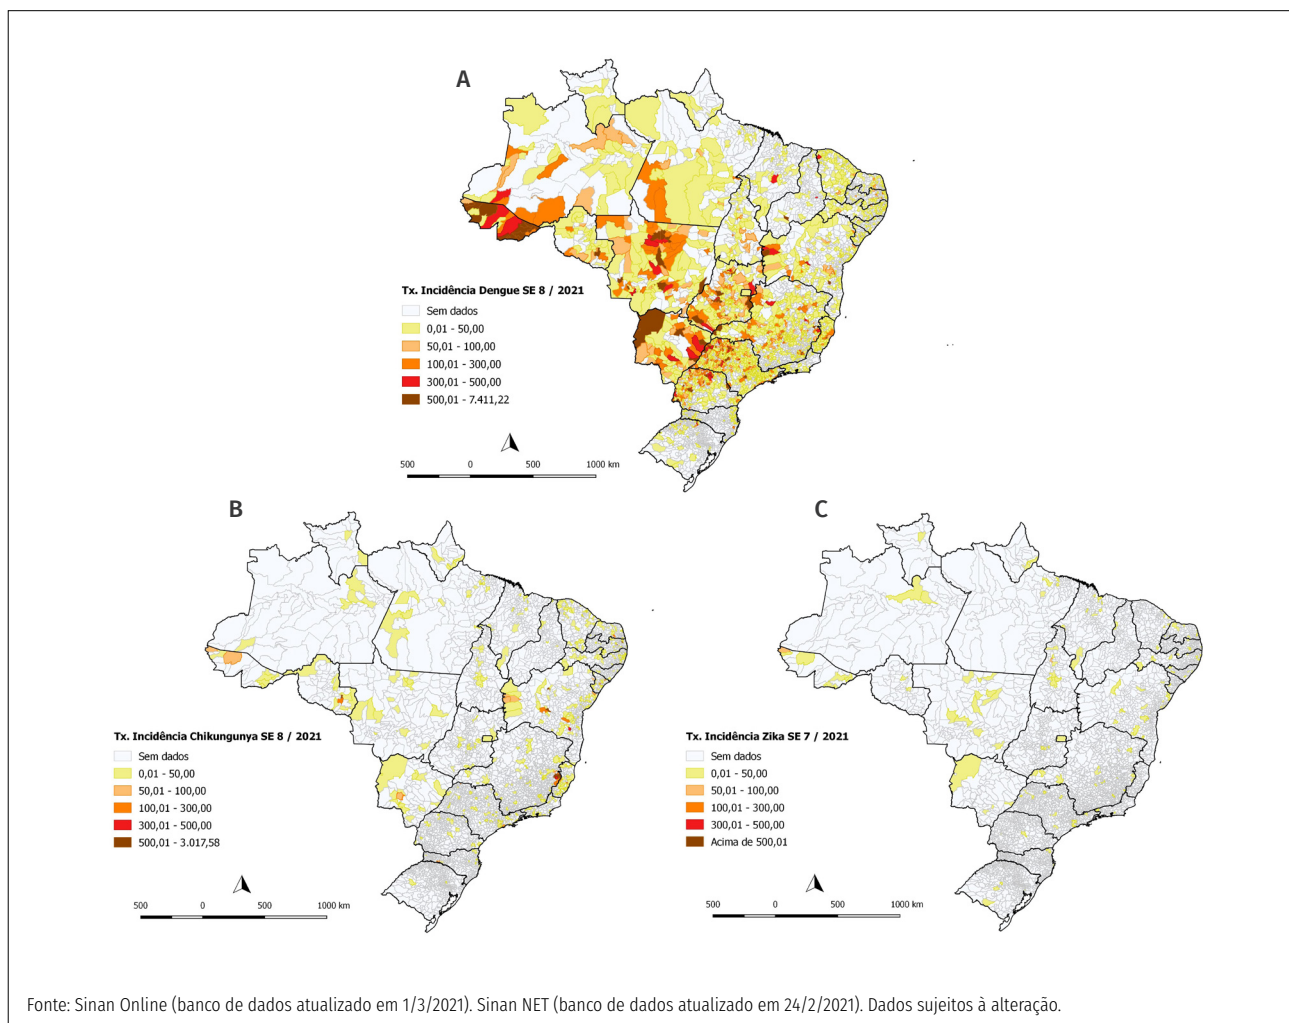 A
Tx. Incidência Dengue SE 8 / 2021
Sem dados
0,01 - 50,00
50,01 - 100,00
100,01 - 300,00
300,01 - 500,00
500,01 - 7.411,22
500 0 500 1000 km
B
Tx. Incidência Chikungunya SE 8 / 2021
Sem dados
0,01 - 50,00
50,01 - 100,00
100,01 - 300,00
300,01 - 500,00
500,01 - 3.017,58
500 0 500 1000 km
C
Tx. Incidência Zika SE 7 / 2021
Sem dados
0,01 - 50,00
50,01 - 100,00
100,01 - 300,00
300,01 - 500,00
Acima de 500,01
500 0 500 1000 km
Fonte: Sinan Online (banco de dados atualizado em 1/3/2021). Sinan NET (banco de dados atualizado em 24/2/2021). Dados sujeitos à alteração.